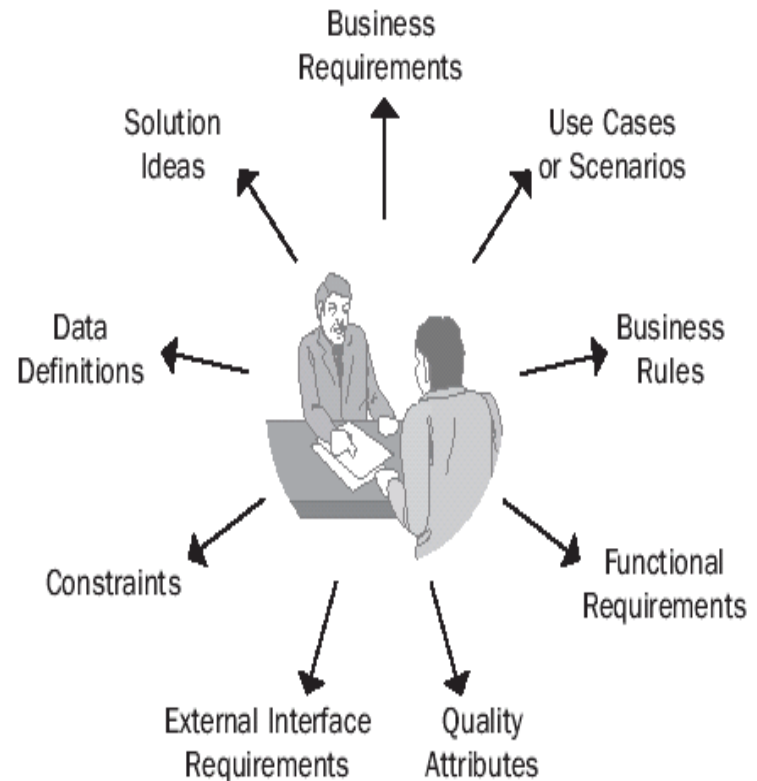 Business
Requirements
Solution
Ideas
Use Cases
or Scenarios
Data
Definitions
Business
Rules
Constraints
Functional
Requirements
External Interface
Requirements
Quality
Attributes